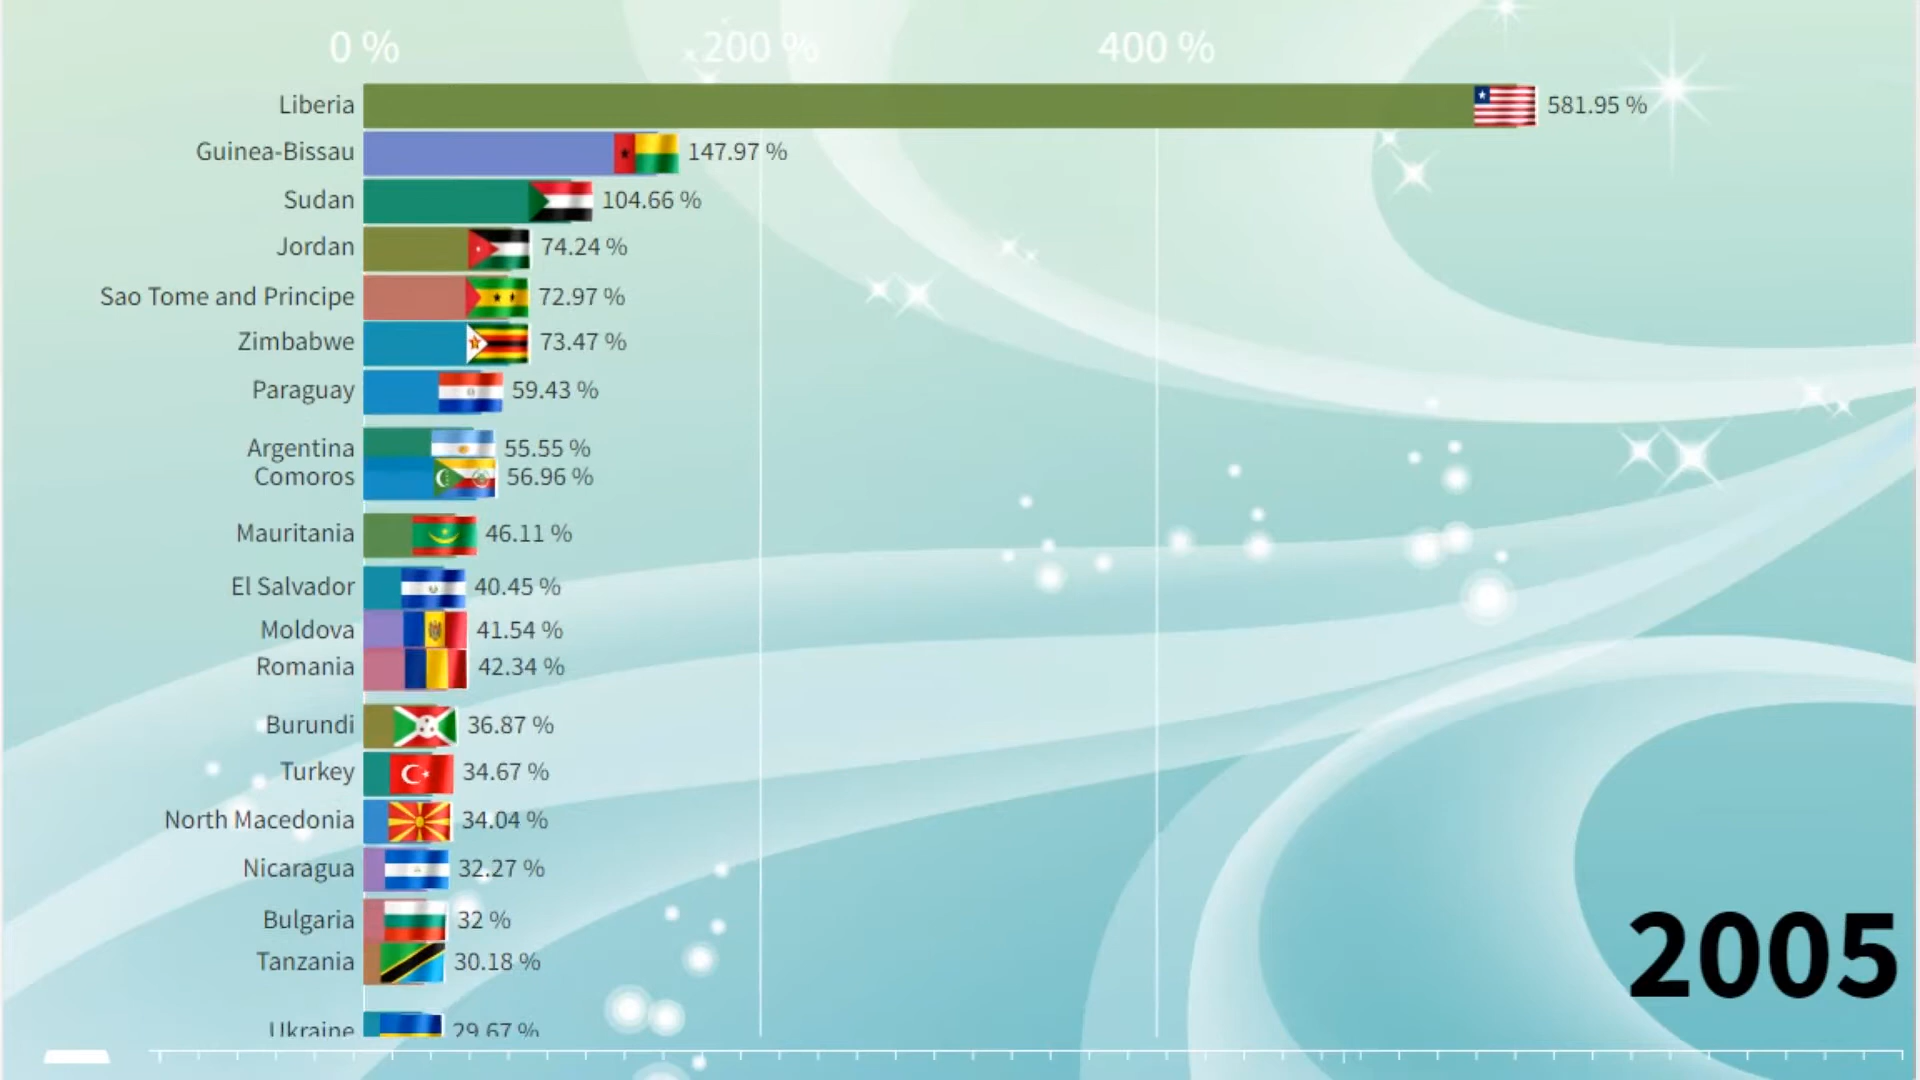 0 % 200 % 400 %
Liberia 581.95 %
Guinea-Bissau 147.97 %
Sudan 104.66 %
Jordan 74.24 %
Sao Tome and Principe 72.97 %
Zimbabwe 73.47 %
Paraguay 59.43 %
Argentina 55.55 %
Comoros 56.96 %
Mauritania 46.11 %
El Salvador 40.45 %
Moldova 41.54 %
Romania 42.34 %
Burundi 36.87 %
Turkey 34.67 %
North Macedonia 34.04 %
Nicaragua 32.27 %
Bulgaria 32 %
Tanzania 30.18 %
Ukraine 29.67 %
2005